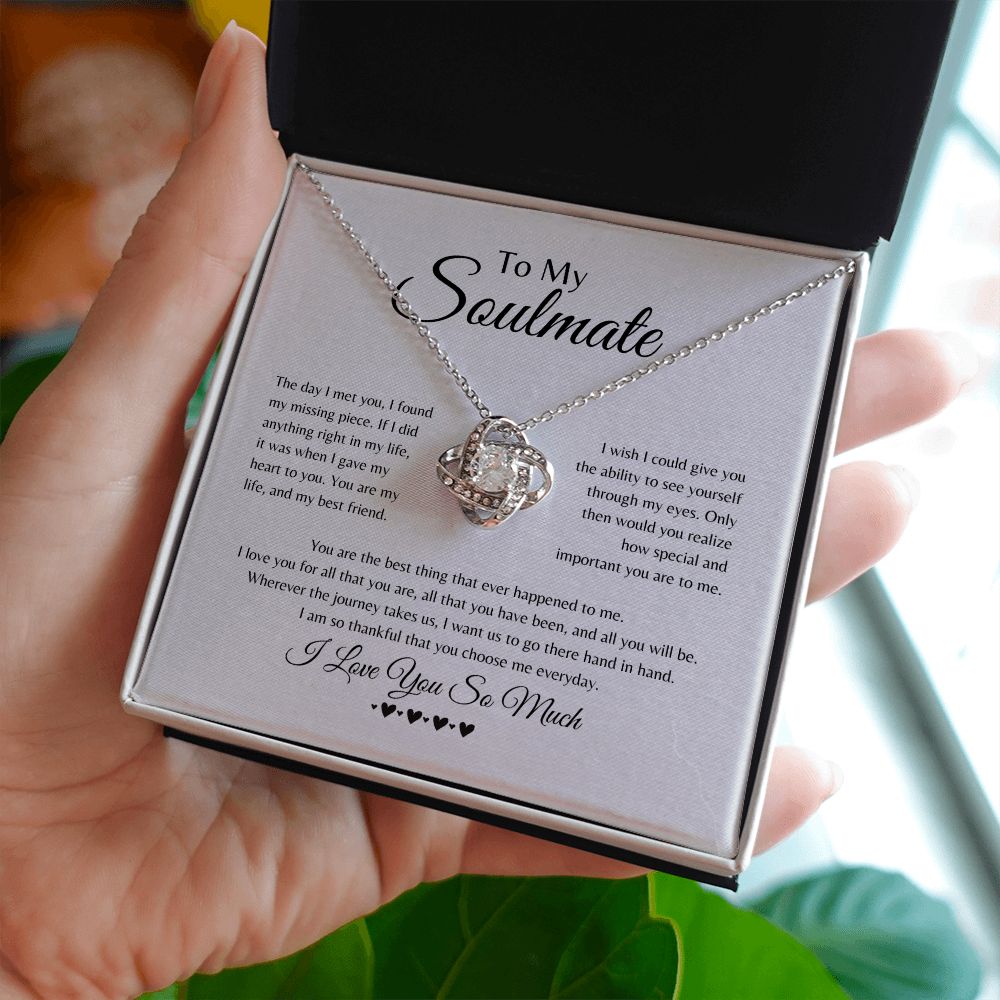 To My
Soulmate
The day I met you, I found
my missing piece. If I did
anything right in my life,
it was when I gave my
heart to you. You are my
life, and my best friend.
I wish I could give you
the ability to see yourself
through my eyes. Only
then would you realize
how special and
important you are to me.
You are the best thing that ever happened to me.
I love you for all that you are, all that you have been, and all you will be.
Wherever the journey takes us, I want us to go there hand in hand.
I am so thankful that you choose me everyday.
I Love You So Much